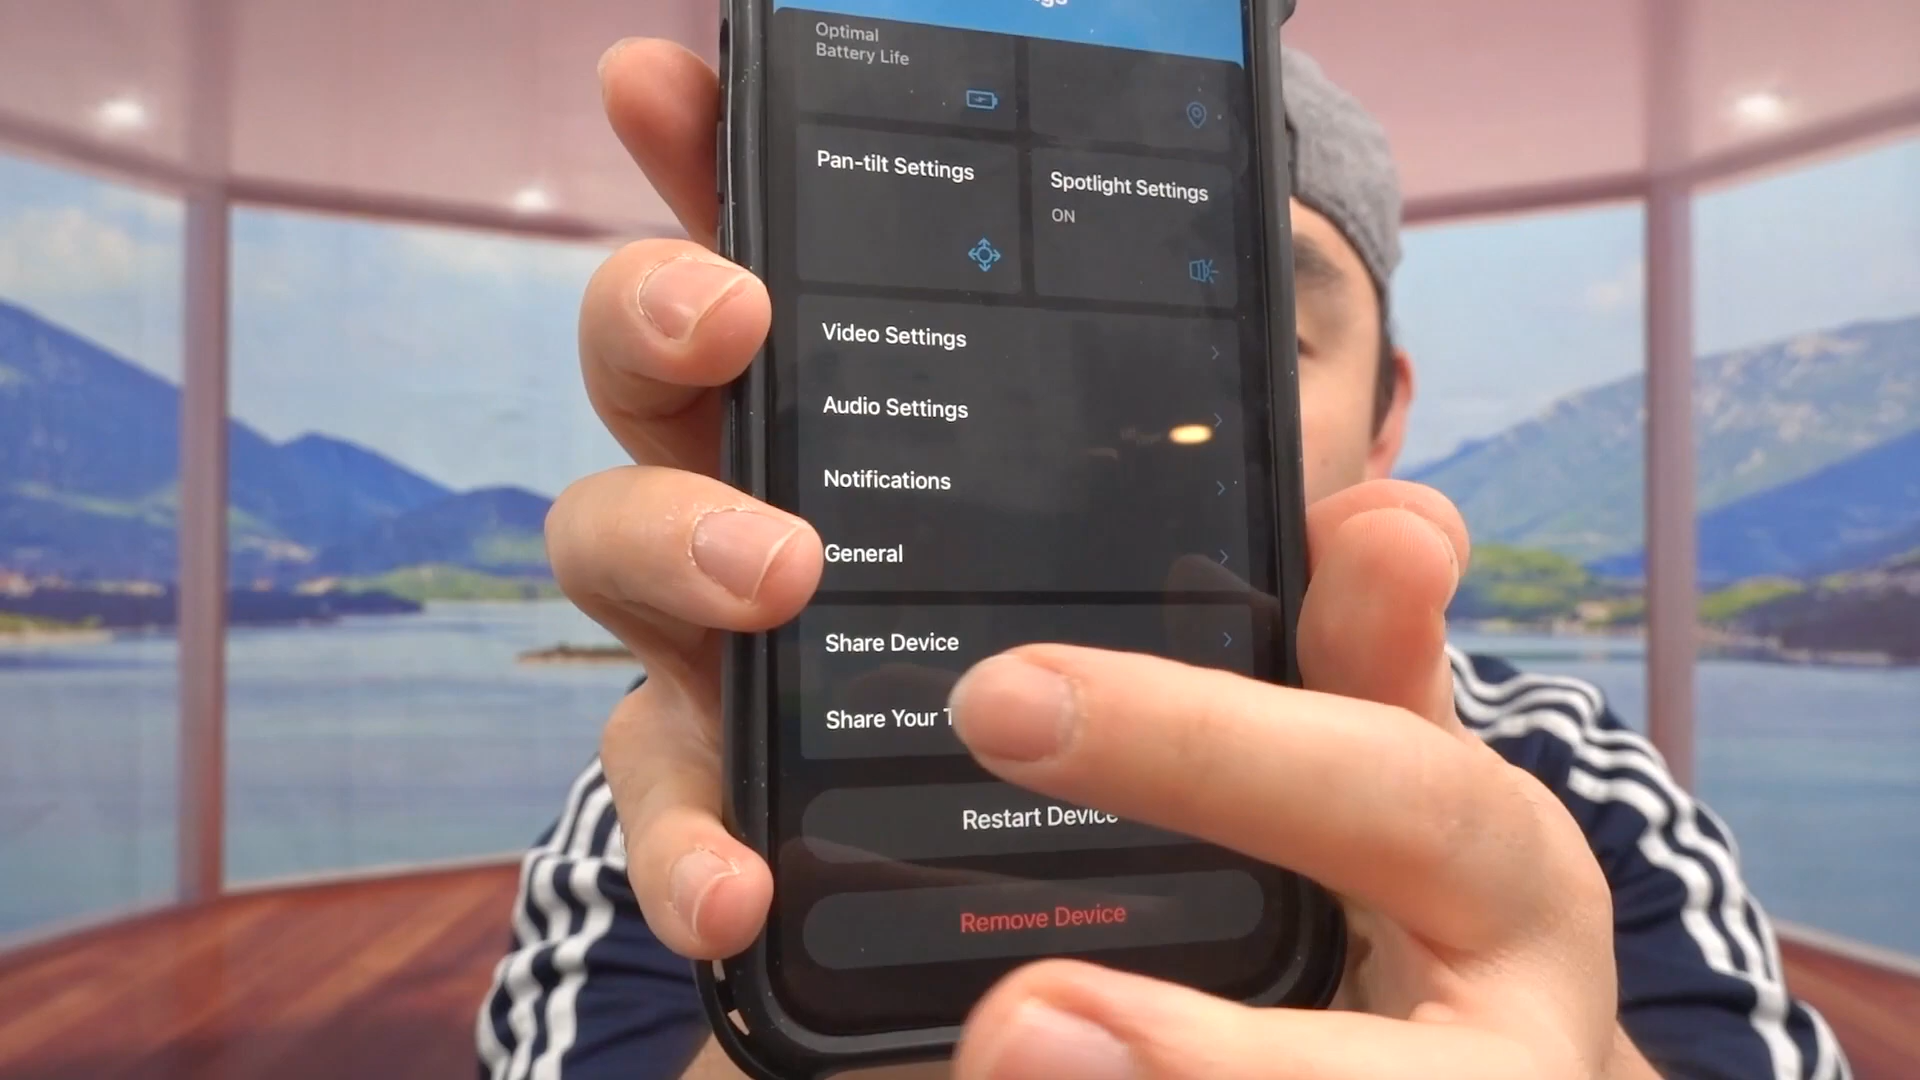 Optimal
Battery Life
Pan-tilt Settings
Spotlight Settings
ON
Video Settings
Audio Settings
Notifications
General
Share Device
Share Your
Restart Device
Remove Device